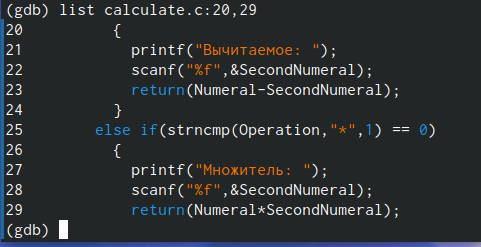 (gdb) list calculate.c:20,29
20 {
21 printf("Вычитаемое: ");
22 scanf("%f",&SecondNumeral);
23 return(Numeral-SecondNumeral);
24 }
25 else if(strncmp(Operation,"*",1) == 0)
26 {
27 printf("Множитель: ");
28 scanf("%f",&SecondNumeral);
29 return(Numeral*SecondNumeral);
(gdb)